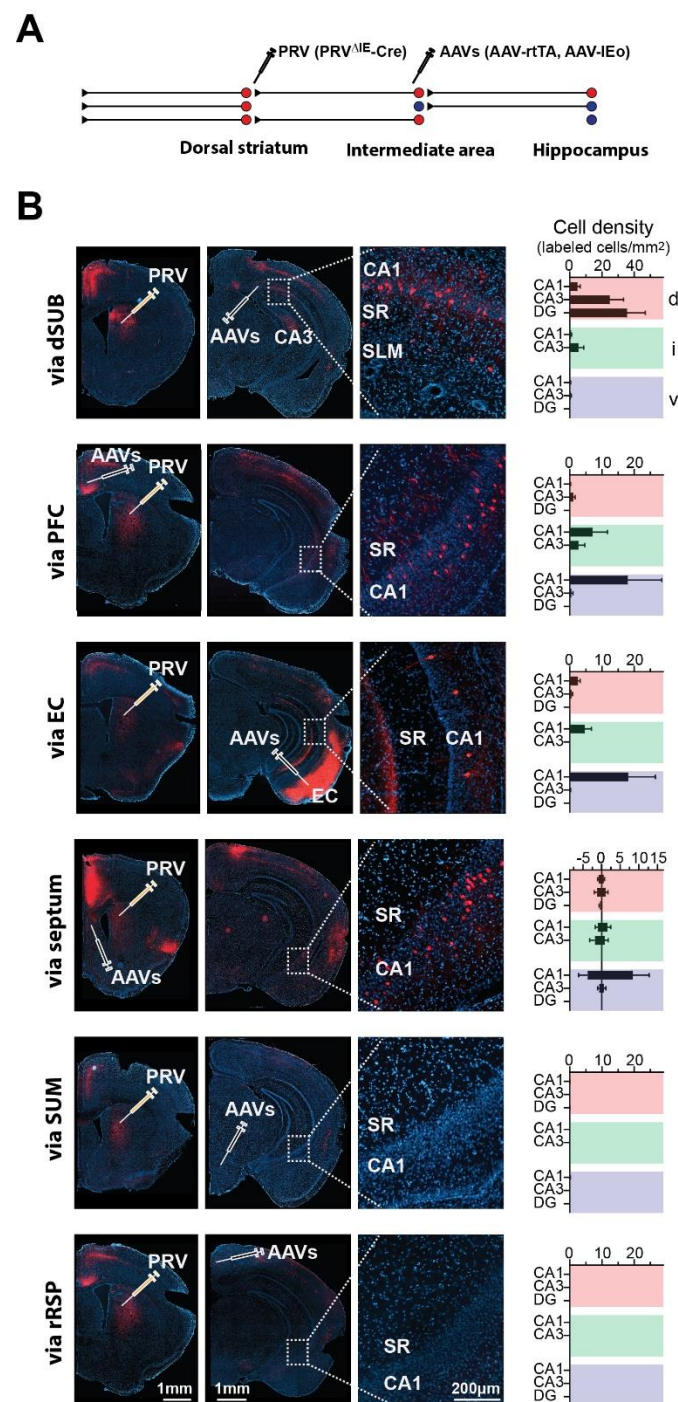 A
PRV (PRVΔIE-Cre) AAVs (AAV-rtTA, AAV-IEo)
Dorsal striatum Intermediate area Hippocampus
B
Cell density
(labeled cells/mm2)
via dSUB
PRV
AAVs
CA3
CA1
SR
SLM
0 20 40
CA1
CA3
DG
d
CA1
CA3
i
CA1
CA3
DG
v
via PFC
AAVs
PRV
SR
CA1
0 10 20
CA1
CA3
DG
CA1
CA3
CA1
CA3
DG
via EC
PRV
AAVs
EC
SR
CA1
0 10 20
CA1
CA3
DG
CA1
CA3
CA1
CA3
DG
via septum
PRV
AAVs
SR
CA1
-5 0 5 10 15
CA1
CA3
DG
CA1
CA3
CA1
CA3
DG
via SUM
PRV
AAVs
SR
CA1
0 10 20
CA1
CA3
DG
CA1
CA3
CA1
CA3
DG
via rRSP
PRV
1mm
AAVs
1mm
SR
CA1
200μm
0 10 20
CA1
CA3
DG
CA1
CA3
CA1
CA3
DG